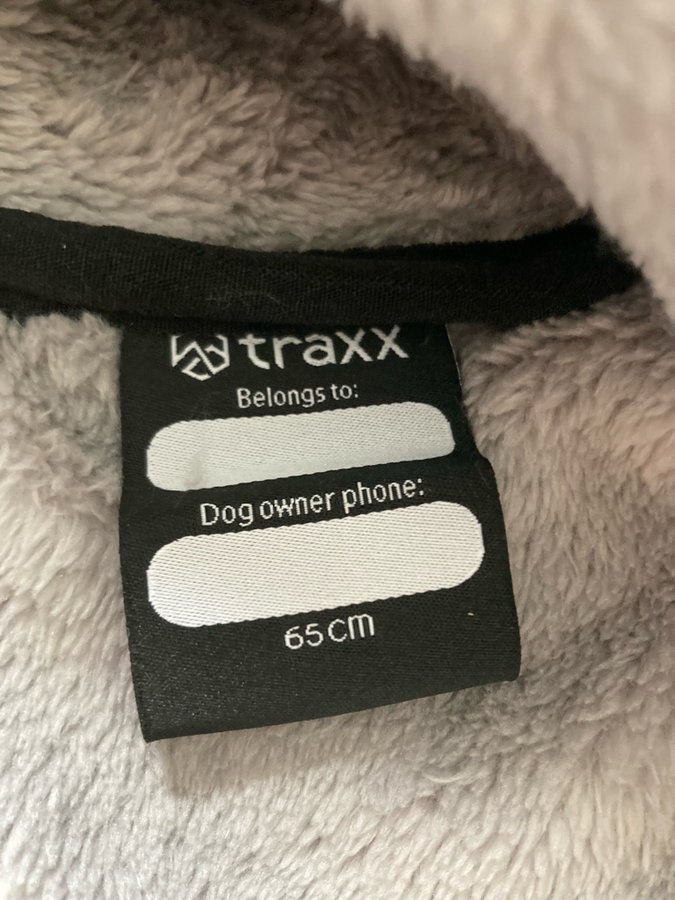 traxx
Belongs to:
Dog owner phone:
65cm